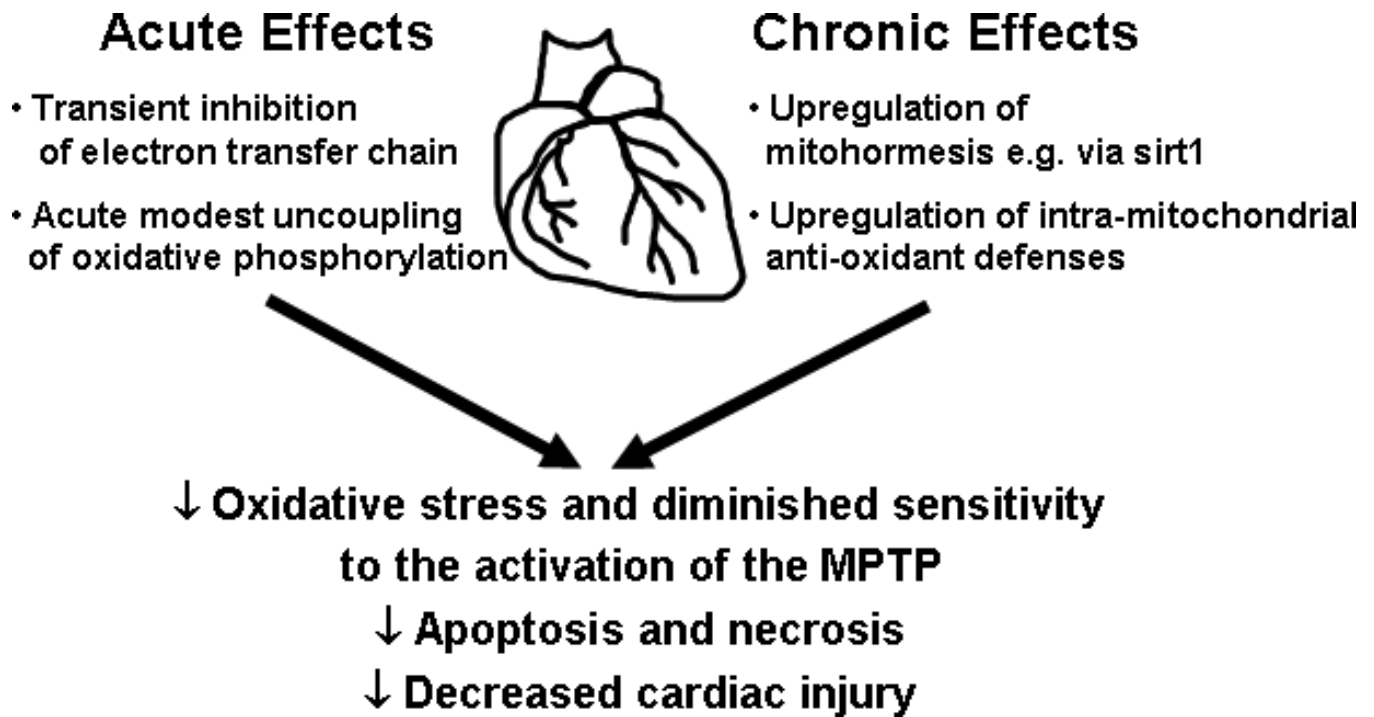 Acute Effects
• Transient inhibition
of electron transfer chain
• Acute modest uncoupling
of oxidative phosphorylation
Chronic Effects
• Upregulation of
mitohormesis e.g. via sirt1
• Upregulation of intra-mitochondrial
anti-oxidant defenses
↓ Oxidative stress and diminished sensitivity
to the activation of the MPTP
↓ Apoptosis and necrosis
↓ Decreased cardiac injury